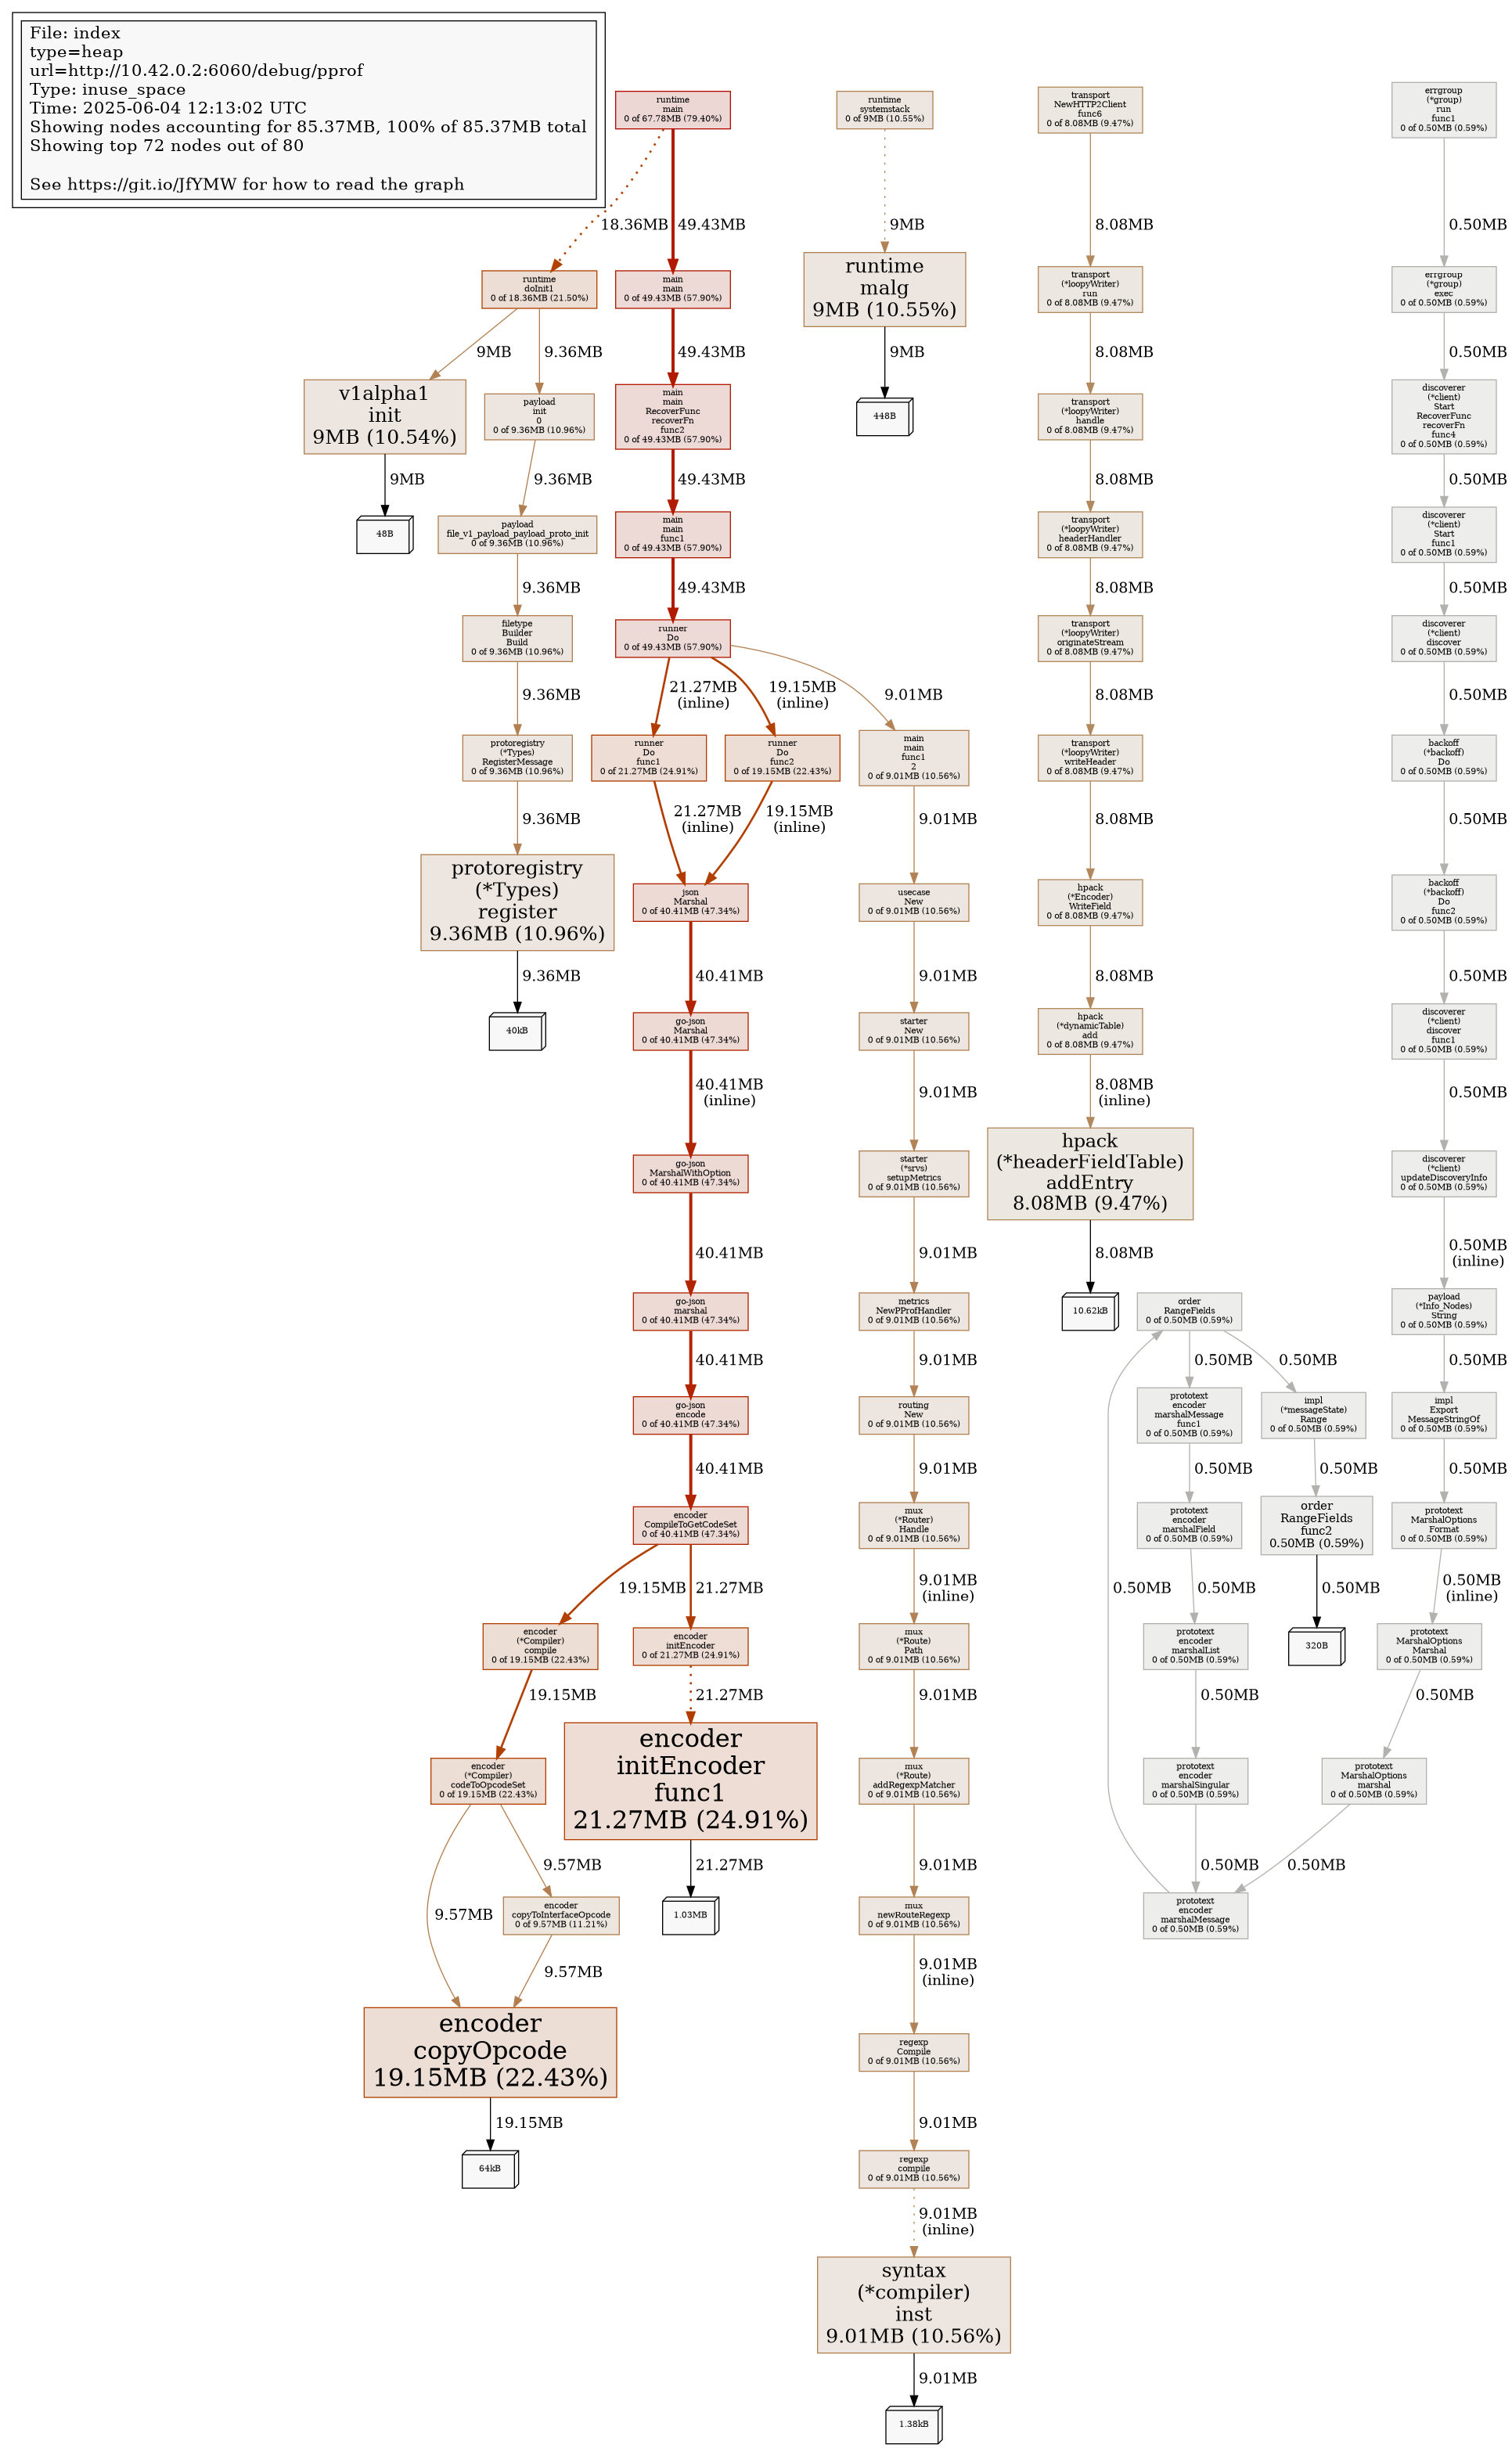 File: index
type=heap
url=http://10.42.0.2:6060/debug/pprof
Type: inuse_space
Time: 2025-06-04 12:13:02 UTC
Showing nodes accounting for 85.37MB, 100% of 85.37MB total
Showing top 72 nodes out of 80
See https://git.io/JfYMW for how to read the graph
runtime
main
0 of 67.78MB (79.40%)
18.36MB
49.43MB
runtime
doInit1
0 of 18.36MB (21.50%)
9MB
9.36MB
v1alpha1
init
9MB (10.54%)
9MB
48B
payload
init
0
0 of 9.36MB (10.96%)
9.36MB
payload
file_v1_payload_payload_proto_init
0 of 9.36MB (10.96%)
9.36MB
filetype
Builder
Build
0 of 9.36MB (10.96%)
9.36MB
protoregistry
(*Types)
RegisterMessage
0 of 9.36MB (10.96%)
9.36MB
protoregistry
(*Types)
register
9.36MB (10.96%)
9.36MB
40kB
main
main
0 of 49.43MB (57.90%)
49.43MB
main
main
RecoverFunc
recoverFn
func2
0 of 49.43MB (57.90%)
49.43MB
main
main
func1
0 of 49.43MB (57.90%)
49.43MB
runner
Do
0 of 49.43MB (57.90%)
21.27MB
(inline)
19.15MB
(inline)
9.01MB
runner
Do
func1
0 of 21.27MB (24.91%)
21.27MB
(inline)
runner
Do
func2
0 of 19.15MB (22.43%)
19.15MB
(inline)
json
Marshal
0 of 40.41MB (47.34%)
40.41MB
go-json
Marshal
0 of 40.41MB (47.34%)
40.41MB
(inline)
go-json
MarshalWithOption
0 of 40.41MB (47.34%)
40.41MB
go-json
marshal
0 of 40.41MB (47.34%)
40.41MB
go-json
encode
0 of 40.41MB (47.34%)
40.41MB
encoder
CompileToGetCodeSet
0 of 40.41MB (47.34%)
19.15MB
21.27MB
encoder
(*Compiler)
compile
0 of 19.15MB (22.43%)
19.15MB
encoder
initEncoder
0 of 21.27MB (24.91%)
21.27MB
encoder
(*Compiler)
codeToOpcodeSet
0 of 19.15MB (22.43%)
9.57MB
9.57MB
encoder
initEncoder
func1
21.27MB (24.91%)
21.27MB
1.03MB
encoder
copyToInterfaceOpcode
0 of 9.57MB (11.21%)
9.57MB
encoder
copyOpcode
19.15MB (22.43%)
19.15MB
64kB
main
main
func1
2
0 of 9.01MB (10.56%)
9.01MB
usecase
New
0 of 9.01MB (10.56%)
9.01MB
starter
New
0 of 9.01MB (10.56%)
9.01MB
starter
(*srvs)
setupMetrics
0 of 9.01MB (10.56%)
9.01MB
metrics
NewPProfHandler
0 of 9.01MB (10.56%)
9.01MB
routing
New
0 of 9.01MB (10.56%)
9.01MB
mux
(*Router)
Handle
0 of 9.01MB (10.56%)
9.01MB
(inline)
mux
(*Route)
Path
0 of 9.01MB (10.56%)
9.01MB
mux
(*Route)
addRegexpMatcher
0 of 9.01MB (10.56%)
9.01MB
mux
newRouteRegexp
0 of 9.01MB (10.56%)
9.01MB
(inline)
regexp
Compile
0 of 9.01MB (10.56%)
9.01MB
regexp
compile
0 of 9.01MB (10.56%)
9.01MB
(inline)
syntax
(*compiler)
inst
9.01MB (10.56%)
9.01MB
1.38kB
runtime
systemstack
0 of 9MB (10.55%)
9MB
runtime
malg
9MB (10.55%)
9MB
448B
transport
NewHTTP2Client
func6
0 of 8.08MB (9.47%)
8.08MB
transport
(*loopyWriter)
run
0 of 8.08MB (9.47%)
8.08MB
transport
(*loopyWriter)
handle
0 of 8.08MB (9.47%)
8.08MB
transport
(*loopyWriter)
headerHandler
0 of 8.08MB (9.47%)
8.08MB
transport
(*loopyWriter)
originateStream
0 of 8.08MB (9.47%)
8.08MB
transport
(*loopyWriter)
writeHeader
0 of 8.08MB (9.47%)
8.08MB
hpack
(*Encoder)
WriteField
0 of 8.08MB (9.47%)
8.08MB
hpack
(*dynamicTable)
add
0 of 8.08MB (9.47%)
8.08MB
(inline)
hpack
(*headerFieldTable)
addEntry
8.08MB (9.47%)
8.08MB
10.62kB
errgroup
(*group)
run
func1
0 of 0.50MB (0.59%)
0.50MB
errgroup
(*group)
exec
0 of 0.50MB (0.59%)
0.50MB
discoverer
(*client)
Start
RecoverFunc
recoverFn
func4
0 of 0.50MB (0.59%)
0.50MB
discoverer
(*client)
Start
func1
0 of 0.50MB (0.59%)
0.50MB
discoverer
(*client)
discover
0 of 0.50MB (0.59%)
0.50MB
backoff
(*backoff)
Do
0 of 0.50MB (0.59%)
0.50MB
backoff
(*backoff)
Do
func2
0 of 0.50MB (0.59%)
0.50MB
discoverer
(*client)
discover
func1
0 of 0.50MB (0.59%)
0.50MB
discoverer
(*client)
updateDiscoveryInfo
0 of 0.50MB (0.59%)
0.50MB
(inline)
payload
(*Info_Nodes)
String
0 of 0.50MB (0.59%)
0.50MB
impl
Export
MessageStringOf
0 of 0.50MB (0.59%)
0.50MB
prototext
MarshalOptions
Format
0 of 0.50MB (0.59%)
0.50MB
(inline)
prototext
MarshalOptions
Marshal
0 of 0.50MB (0.59%)
0.50MB
prototext
MarshalOptions
marshal
0 of 0.50MB (0.59%)
0.50MB
order
RangeFields
0 of 0.50MB (0.59%)
0.50MB
0.50MB
prototext
encoder
marshalMessage
func1
0 of 0.50MB (0.59%)
0.50MB
impl
(*messageState)
Range
0 of 0.50MB (0.59%)
0.50MB
prototext
encoder
marshalField
0 of 0.50MB (0.59%)
0.50MB
order
RangeFields
func2
0.50MB (0.59%)
0.50MB
320B
prototext
encoder
marshalList
0 of 0.50MB (0.59%)
0.50MB
prototext
encoder
marshalSingular
0 of 0.50MB (0.59%)
0.50MB
prototext
encoder
marshalMessage
0 of 0.50MB (0.59%)
0.50MB